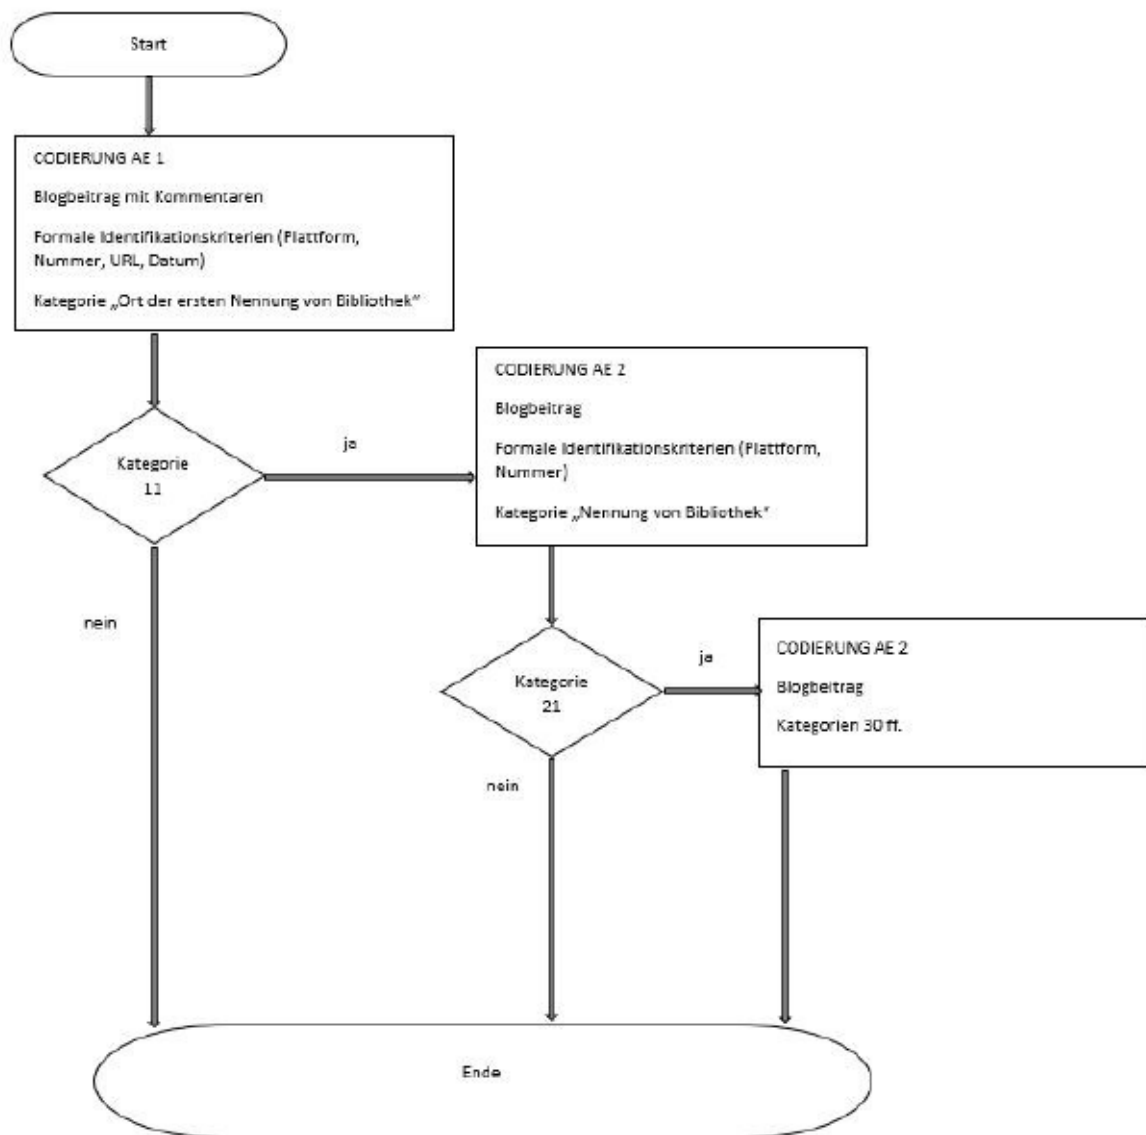 Start
CODIERUNG AE 1
Blogbeitrag mit Kommentaren
Formale Identifikationskriterien (Plattform,
Nummer, URL, Datum)
Kategorie „Ort der ersten Nennung von Bibliothek“
Kategorie
11
ja
nein
CODIERUNG AE 2
Blogbeitrag
Formale Identifikationskriterien (Plattform,
Nummer)
Kategorie „Nennung von Bibliothek“
Kategorie
21
ja
nein
CODIERUNG AE 2
Blogbeitrag
Kategorien 30 ff.
Ende